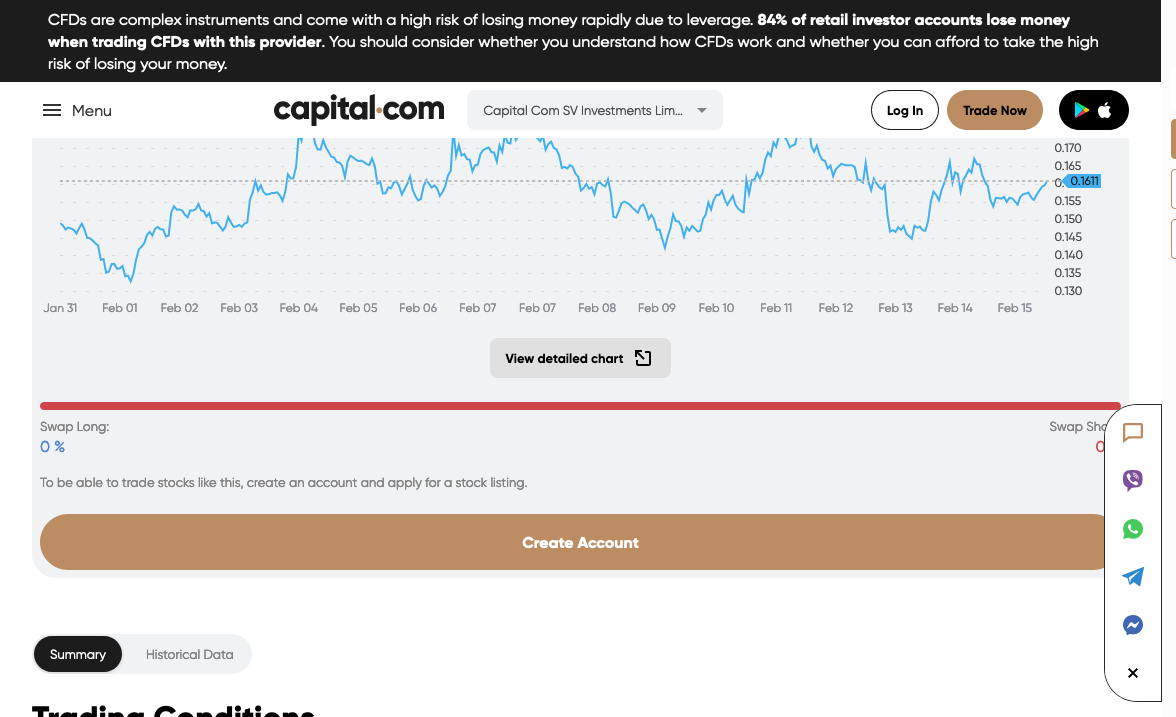 CFDs are complex instruments and come with a high risk of losing money rapidly due to leverage. 84% of retail investor accounts lose money
when trading CFDs with this provider. You should consider whether you understand how CFDs work and whether you can afford to take the high
risk of losing your money.
Menu
capital.com
Capital Com SV Investments Lim...
Log In
Trade Now
0.170
0.165
0.1611
0.155
0.150
0.145
0.140
0.135
0.130
Jan 31 Feb 01 Feb 02 Feb 03 Feb 04 Feb 05 Feb 06 Feb 07 Feb 07 Feb 08 Feb 09 Feb 10 Feb 11 Feb 12 Feb 13 Feb 14 Feb 15
View detailed chart
Swap Long:
Swap Sho
0 %
0
To be able to trade stocks like this, create an account and apply for a stock listing.
Create Account
Summary
Historical Data
Trading Conditions